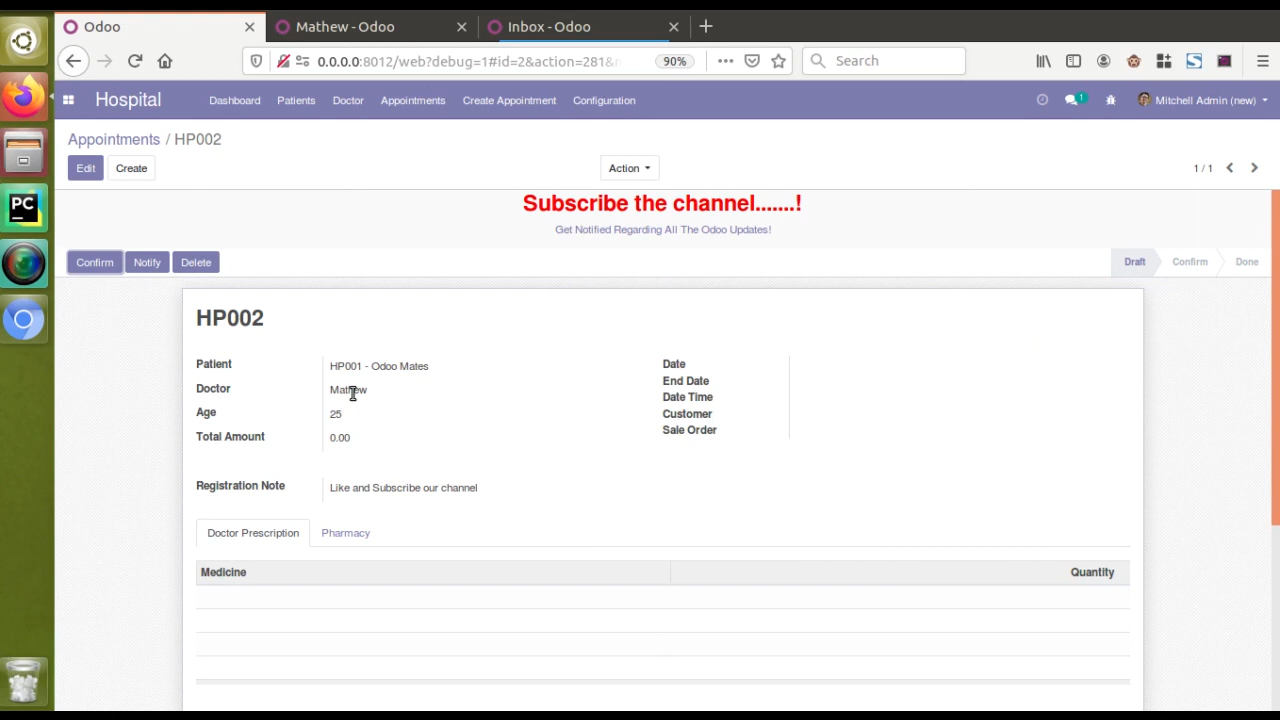 Odoo
Mathew - Odoo
Inbox - Odoo
0.0.0.0:8012/web?debug=1#id=2&action=281&
90%
Search
Hospital
Dashboard
Patients
Doctor
Appointments
Create Appointment
Configuration
1
Mitchell Admin (new)
Appointments / HP002
Edit
Create
Action
1 / 1
Subscribe the channel.......!
Get Notified Regarding All The Odoo Updates!
Confirm
Notify
Delete
Draft
Confirm
Done
HP002
Patient
HP001 - Odoo Mates
Doctor
Mathew
Age
25
Total Amount
0.00
Date
End Date
Date Time
Customer
Sale Order
Registration Note
Like and Subscribe our channel
Doctor Prescription
Pharmacy
Medicine
Quantity
PC